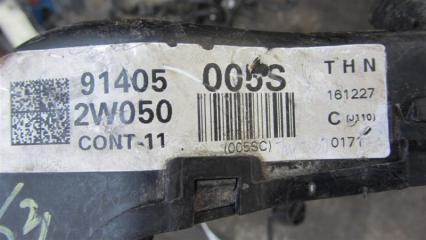 91405 005S THN
2W050 161227
CONT-11 C (J110)
(005SC) 0171